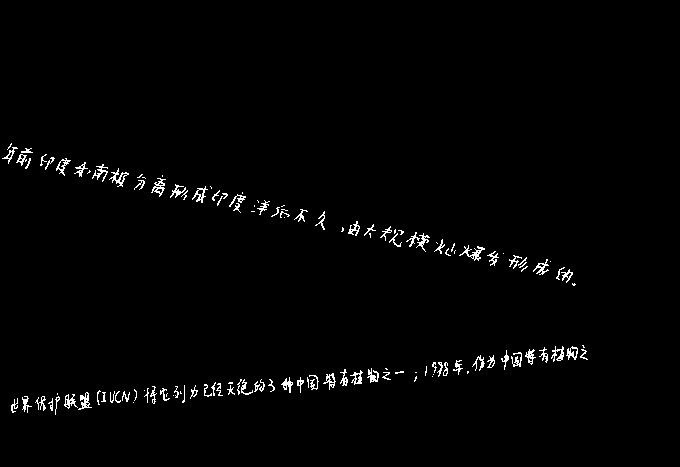 年前印度和南极分离形成印度洋后不久，由大规模火山爆发形成的。
世界保护联盟(IUCN)将它列为已经灭绝的3种中国特有植物之一；1998年，作为中国特有植物之